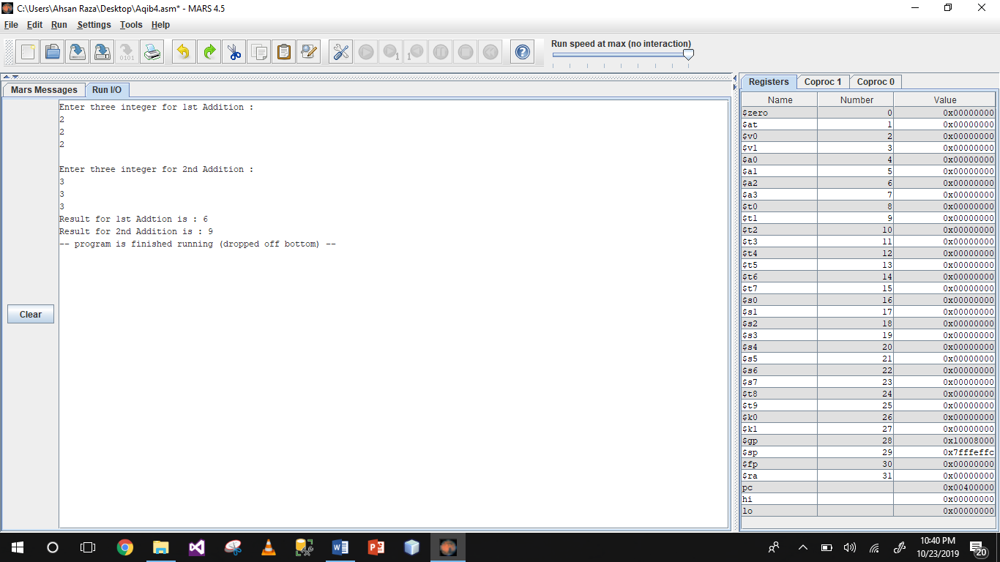 C:\Users\Ahsan Raza\Desktop\Aqib4.asm* - MARS 4.5
File Edit Run Settings Tools Help
Run speed at max (no interaction)
Mars Messages Run I/O
Enter three integer for 1st Addition :
2
2
2
Enter three integer for 2nd Addition :
3
3
3
Result for 1st Addtion is : 6
Result for 2nd Addition is : 9
-- program is finished running (dropped off bottom) --
Clear
Registers Coproc 1 Coproc 0
Name Number Value
$zero 0 0x00000000
$at 1 0x00000000
$v0 2 0x00000000
$v1 3 0x00000000
$a0 4 0x00000000
$a1 5 0x00000000
$a2 6 0x00000000
$a3 7 0x00000000
$t0 8 0x00000000
$t1 9 0x00000000
$t2 10 0x00000000
$t3 11 0x00000000
$t4 12 0x00000000
$t5 13 0x00000000
$t6 14 0x00000000
$t7 15 0x00000000
$s0 16 0x00000000
$s1 17 0x00000000
$s2 18 0x00000000
$s3 19 0x00000000
$s4 20 0x00000000
$s5 21 0x00000000
$s6 22 0x00000000
$s7 23 0x00000000
$t8 24 0x00000000
$t9 25 0x00000000
$k0 26 0x00000000
$k1 27 0x00000000
$gp 28 0x10008000
$sp 29 0x7fffeffc
$fp 30 0x00000000
$ra 31 0x00000000
pc 0x00400000
hi 0x00000000
lo 0x00000000
10:40 PM
10/23/2019
20